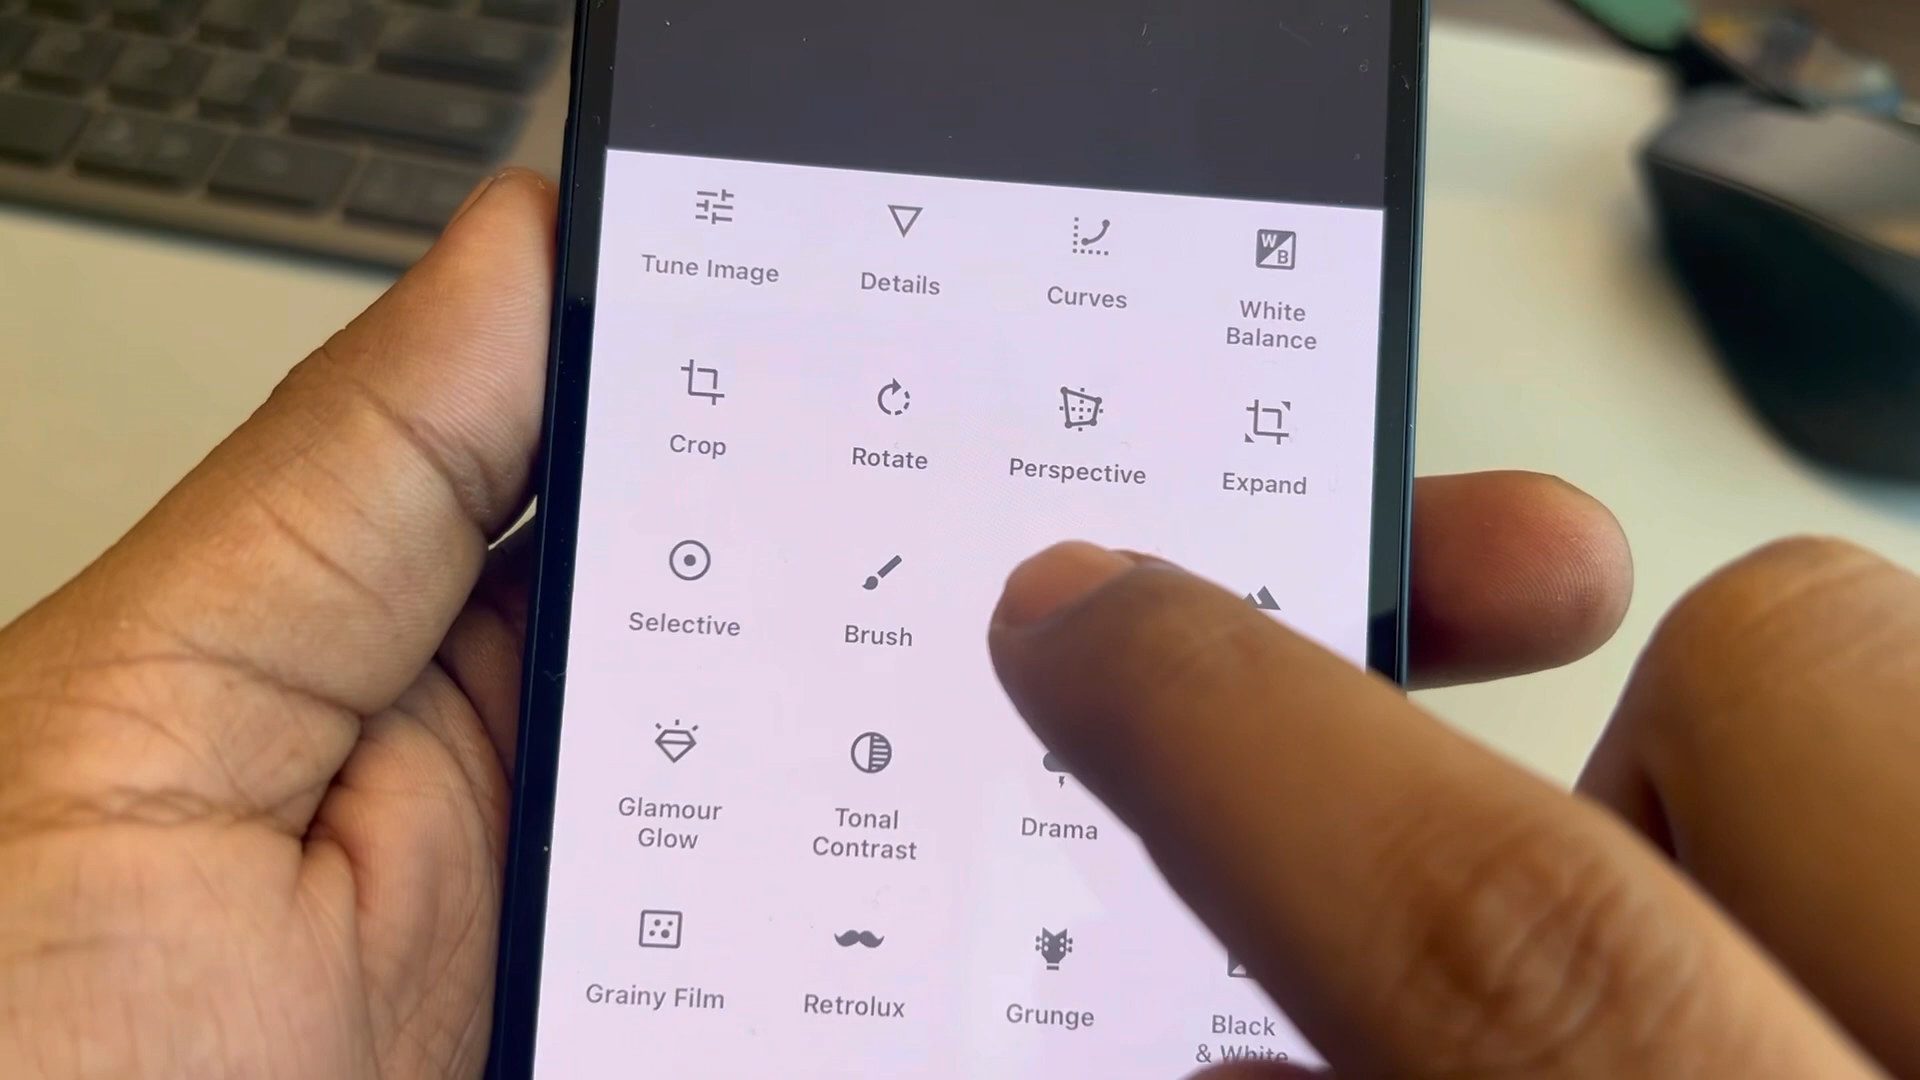 Tune Image
Details
Curves
W
B
White
Balance
Crop
Rotate
Perspective
Expand
Selective
Brush
Glamour
Glow
Tonal
Contrast
Drama
Grainy Film
Retrolux
Grunge
Black
& White